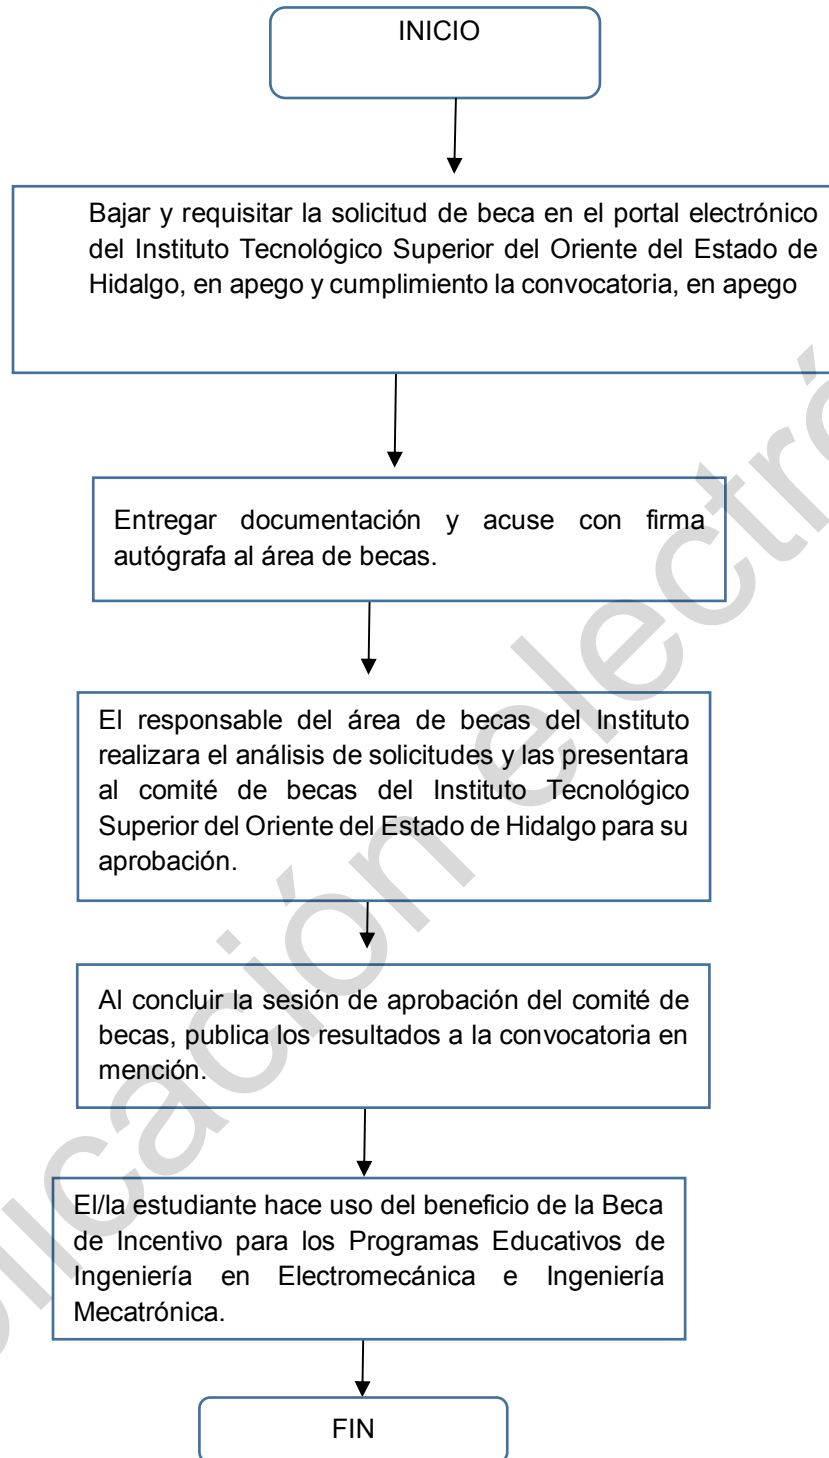 INICIO
Bajar y requisitar la solicitud de beca en el portal electrónico
del Instituto Tecnológico Superior del Oriente del Estado de
Hidalgo, en apego y cumplimiento la convocatoria, en apego
Entregar documentación y acuse con firma
autógrafa al área de becas.
El responsable del área de becas del Instituto
realizara el análisis de solicitudes y las presentara
al comité de becas del Instituto Tecnológico
Superior del Oriente del Estado de Hidalgo para su
aprobación.
Al concluir la sesión de aprobación del comité de
becas, publica los resultados a la convocatoria en
mención.
El/la estudiante hace uso del beneficio de la Beca
de Incentivo para los Programas Educativos de
Ingeniería en Electromecánica e Ingeniería
Mecatrónica.
FIN